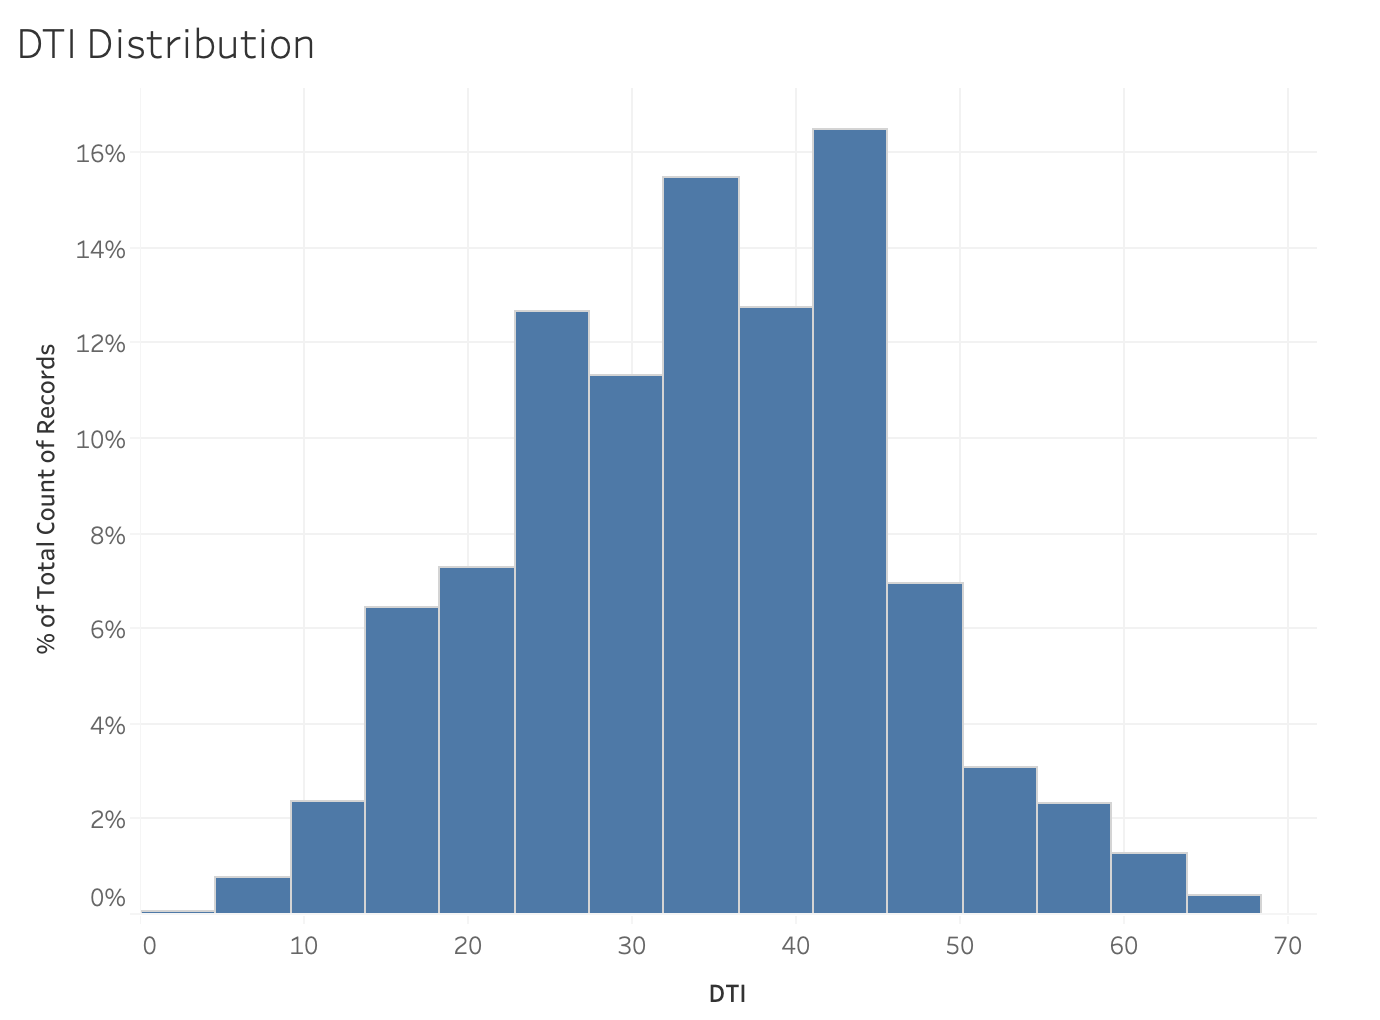 DTI Distribution
% of Total Count of Records
16%
14%
12%
10%
8%
6%
4%
2%
0%
0 10 20 30 40 50 60 70
DTI